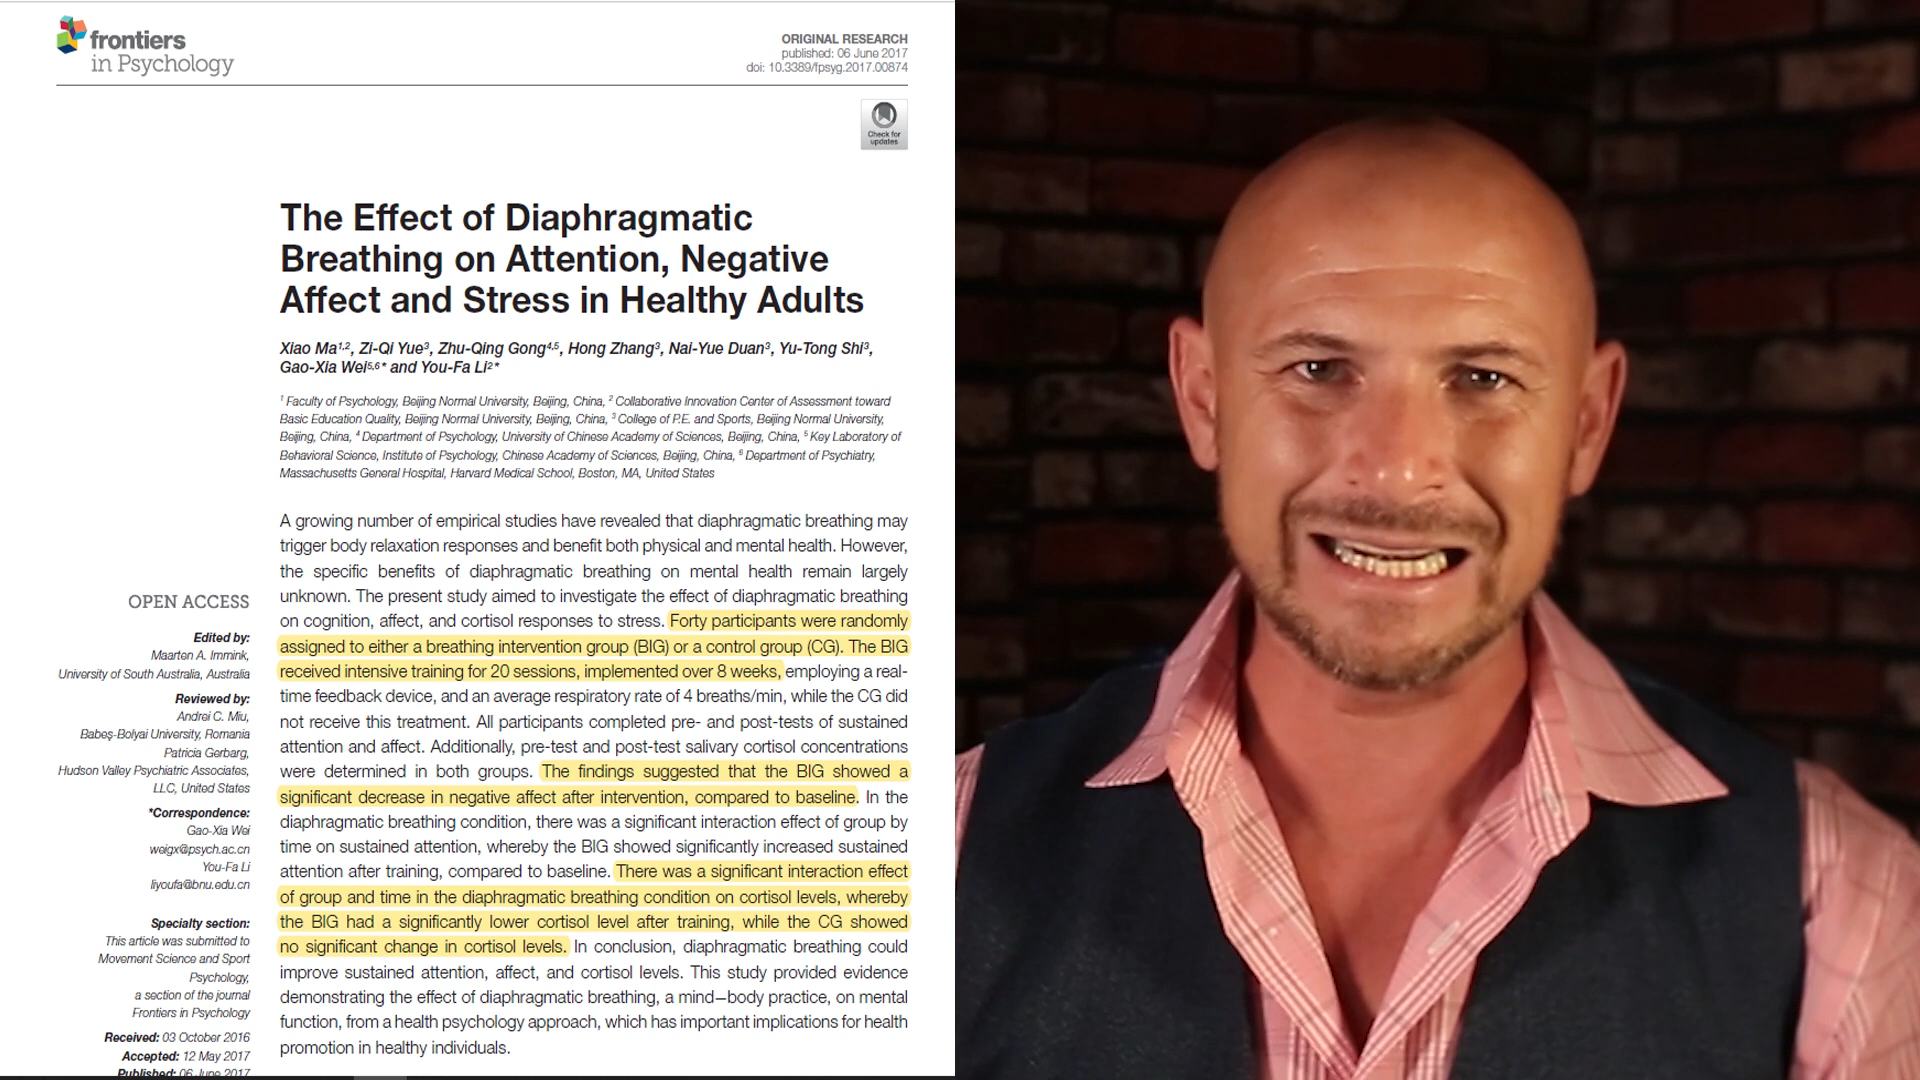 frontiers
in Psychology
ORIGINAL RESEARCH
published: 06 June 2017
doi: 10.3389/fpsyg.2017.00874
Check for
updates
The Effect of Diaphragmatic
Breathing on Attention, Negative
Affect and Stress in Healthy Adults
Xiao Ma1,2, Zi-Qi Yue3, Zhu-Qing Gong4,5, Hong Zhang3, Nai-Yue Duan3, Yu-Tong Shi3,
Gao-Xia Wei5,6* and You-Fa Li2*
1 Faculty of Psychology, Beijing Normal University, Beijing, China, 2 Collaborative Innovation Center of Assessment toward
Basic Education Quality, Beijing Normal University, Beijing, China, 3 College of P.E. and Sports, Beijing Normal University,
Beijing, China, 4 Department of Psychology, University of Chinese Academy of Sciences, Beijing, China, 5 Key Laboratory of
Behavioral Science, Institute of Psychology, Chinese Academy of Sciences, Beijing, China, 6 Department of Psychiatry,
Massachusetts General Hospital, Harvard Medical School, Boston, MA, United States
A growing number of empirical studies have revealed that diaphragmatic breathing may
trigger body relaxation responses and benefit both physical and mental health. However,
the specific benefits of diaphragmatic breathing on mental health remain largely
unknown. The present study aimed to investigate the effect of diaphragmatic breathing
on cognition, affect, and cortisol responses to stress. Forty participants were randomly
assigned to either a breathing intervention group (BIG) or a control group (CG). The BIG
received intensive training for 20 sessions, implemented over 8 weeks, employing a real-
time feedback device, and an average respiratory rate of 4 breaths/min, while the CG did
not receive this treatment. All participants completed pre- and post-tests of sustained
attention and affect. Additionally, pre-test and post-test salivary cortisol concentrations
were determined in both groups. The findings suggested that the BIG showed a
significant decrease in negative affect after intervention, compared to baseline. In the
diaphragmatic breathing condition, there was a significant interaction effect of group by
time on sustained attention, whereby the BIG showed significantly increased sustained
attention after training, compared to baseline. There was a significant interaction effect
of group and time in the diaphragmatic breathing condition on cortisol levels, whereby
the BIG had a significantly lower cortisol level after training, while the CG showed
no significant change in cortisol levels. In conclusion, diaphragmatic breathing could
improve sustained attention, affect, and cortisol levels. This study provided evidence
demonstrating the effect of diaphragmatic breathing, a mind–body practice, on mental
function, from a health psychology approach, which has important implications for health
promotion in healthy individuals.
OPEN ACCESS
Edited by:
Maarten A. Immink,
University of South Australia, Australia
Reviewed by:
Andrei C. Miu,
Babeș-Bolyai University, Romania
Patricia Gerbarg,
Hudson Valley Psychiatric Associates,
LLC, United States
*Correspondence:
Gao-Xia Wei
weigx@psych.ac.cn
You-Fa Li
liyoufa@bnu.edu.cn
Specialty section:
This article was submitted to
Movement Science and Sport
Psychology,
a section of the journal
Frontiers in Psychology
Received: 03 October 2016
Accepted: 12 May 2017
Published: 06 June 2017